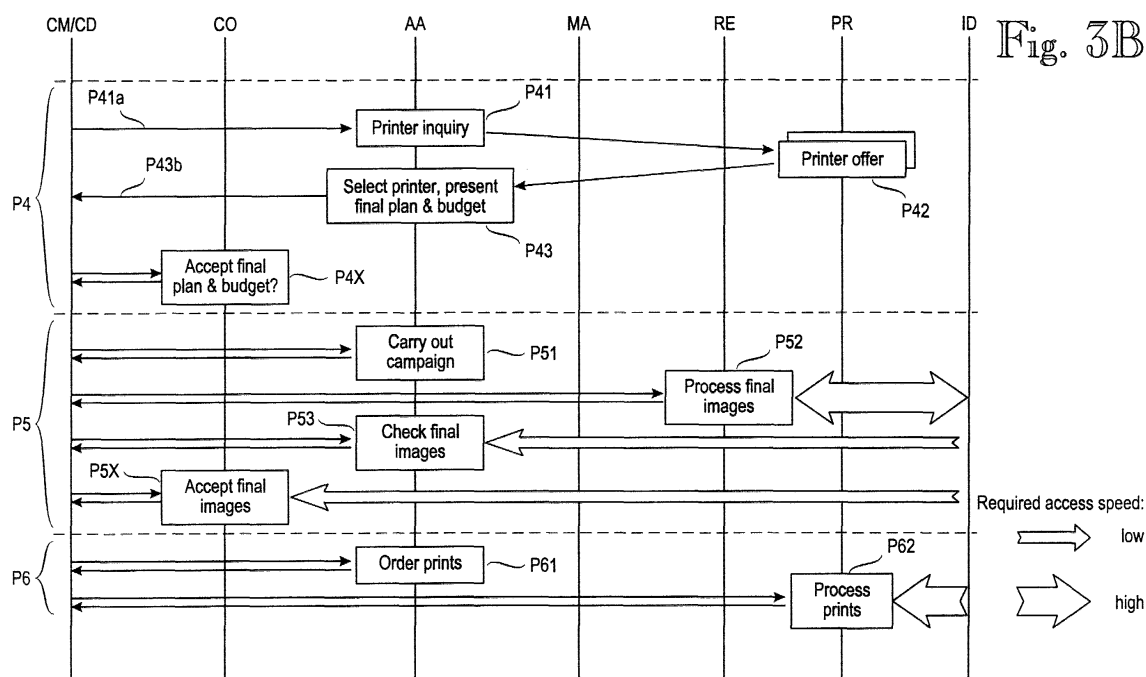 CM/CD CO AA MA RE PR ID
Fig. 3B
P41a
P41
Printer inquiry
Printer offer
P42
P43b
Select printer, present
final plan & budget
P43
P4
Accept final
plan & budget?
P4X
Carry out
campaign
P51
P52
Process final
images
P5
P53
Check final
images
P5X
Accept final
images
Required access speed:
low
high
P6
Order prints
P61
P62
Process
prints